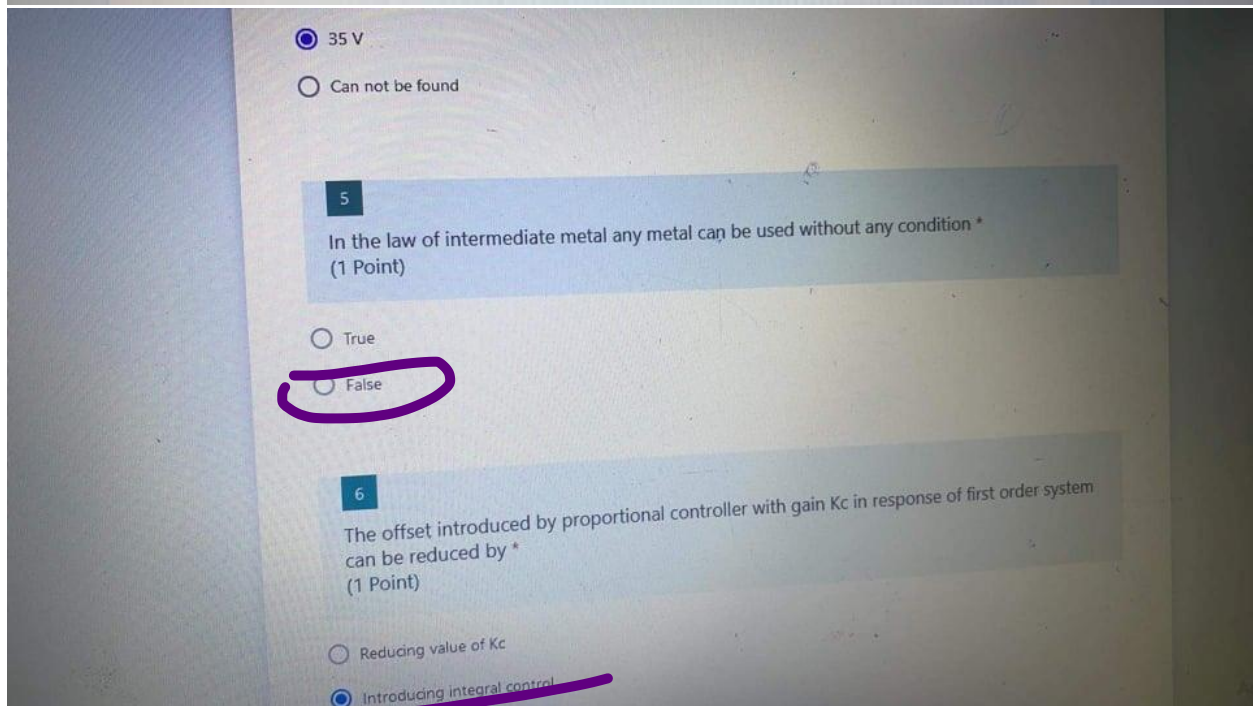 35 V
Can not be found
5
In the law of intermediate metal any metal can be used without any condition *
(1 Point)
True
False
6
The offset introduced by proportional controller with gain Kc in response of first order system
can be reduced by *
(1 Point)
Reducing value of Kc
Introducing integral control